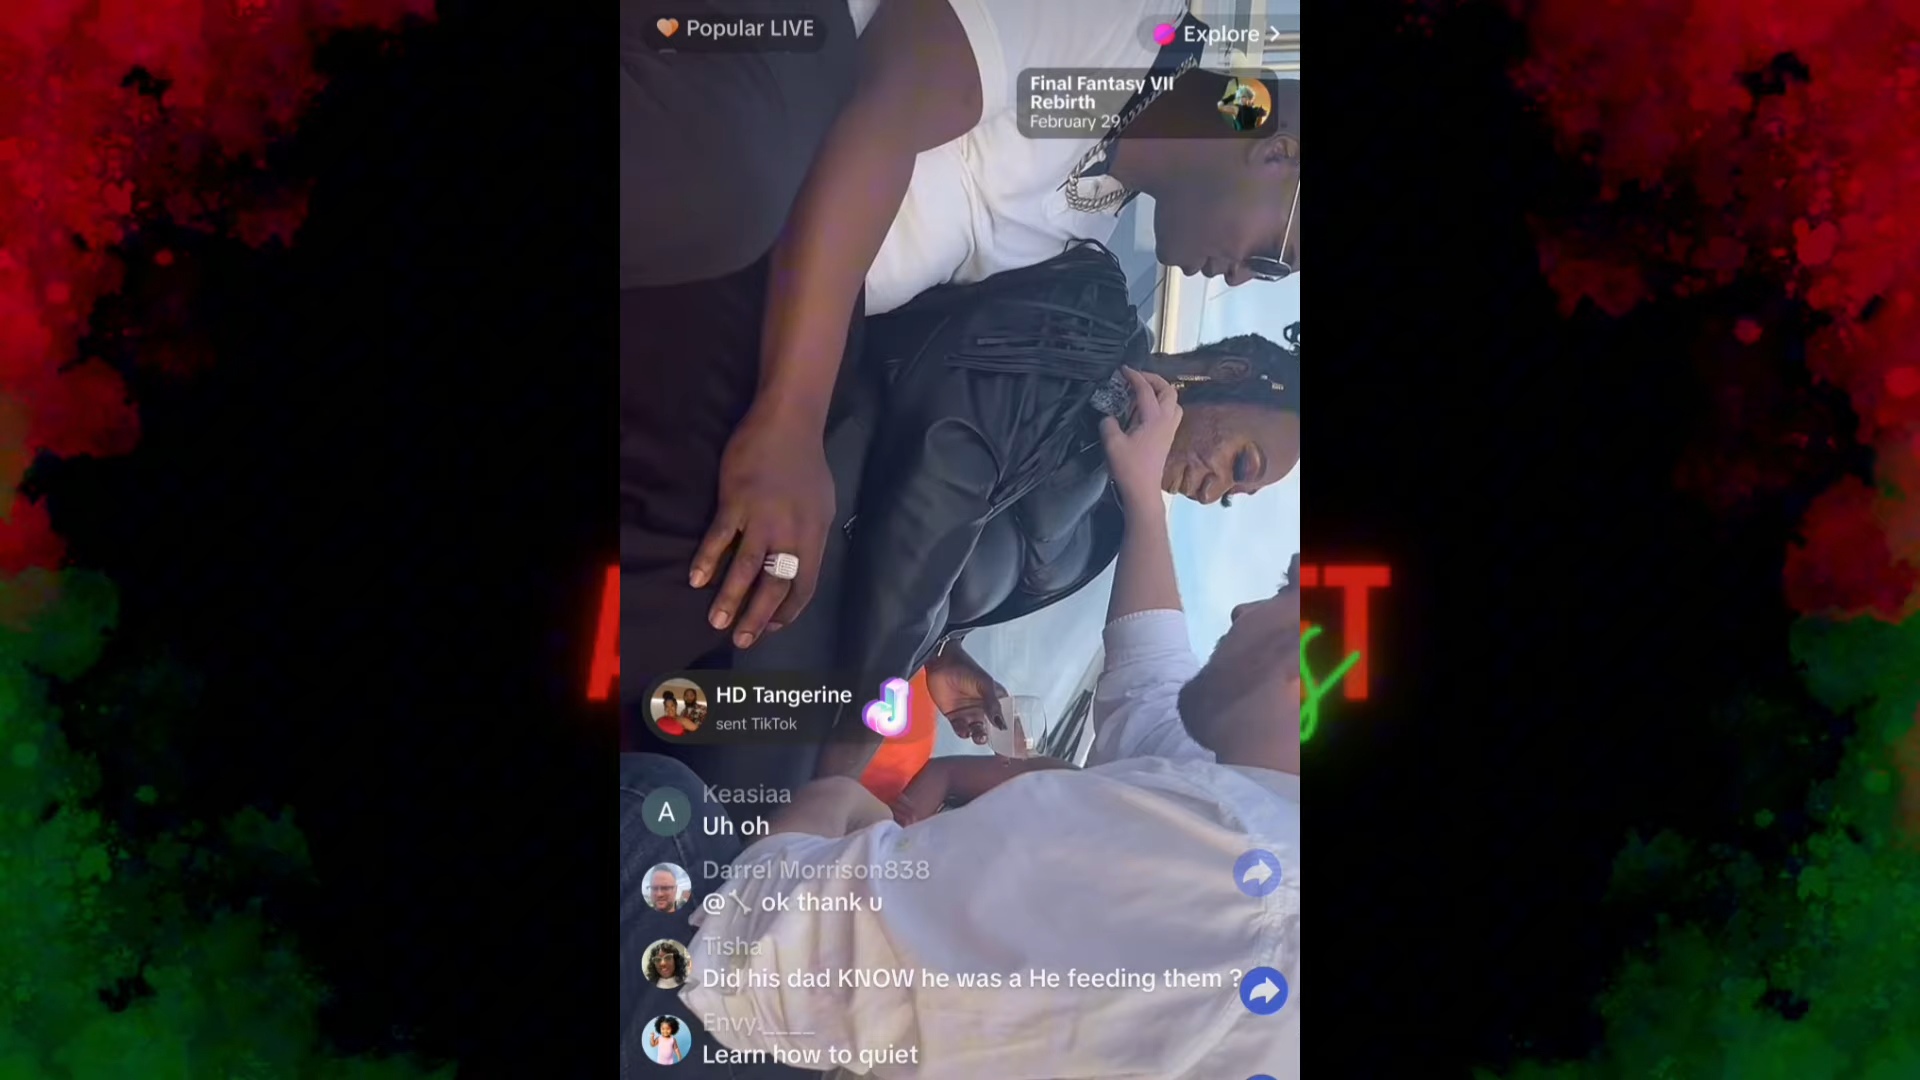 Popular LIVE
Explore >
Final Fantasy VII
Rebirth
February 29
HD Tangerine
sent TikTok
A
Keasiaa
Uh oh
Darrel Morrison838
@🦴 ok thank u
Tisha
Did his dad KNOW he was a He feeding them ?
Envy.____
Learn how to quiet